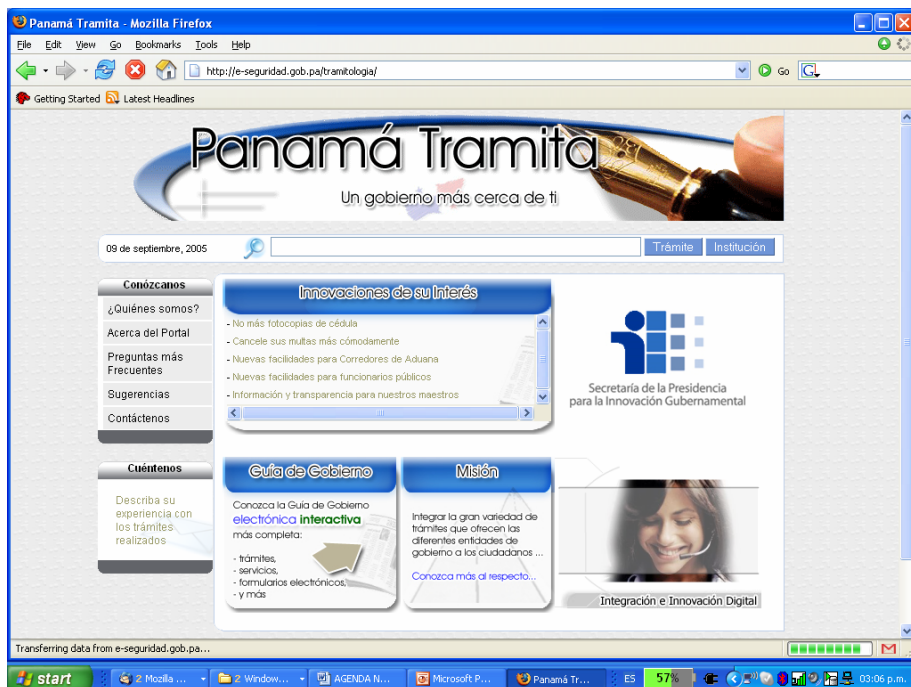 Panamá Tramita - Mozilla Firefox
File Edit View Go Bookmarks Tools Help
http://e-seguridad.gob.pa/tramitologia/
Go
Getting Started Latest Headlines
Panamá Tramita
Un gobierno más cerca de ti
09 de septiembre, 2005
Trámite Institución
Conózcanos
¿Quiénes somos?
Acerca del Portal
Preguntas más
Frecuentes
Sugerencias
Contáctenos
Innovaciones de su Interés
- No más fotocopias de cédula
- Cancele sus multas más cómodamente
- Nuevas facilidades para Corredores de Aduana
- Nuevas facilidades para funcionarios públicos
- Información y transparencia para nuestros maestros
Secretaría de la Presidencia
para la Innovación Gubernamental
Cuéntenos
Describa su
experiencia con
los trámites
realizados
Guía de Gobierno
Conozca la Guía de Gobierno
electrónica interactiva
más completa:
- trámites,
- servicios,
- formularios electrónicos,
- y más
Misión
Integrar la gran variedad de
trámites que ofrecen las
diferentes entidades de
gobierno a los ciudadanos ...
Conozca más al respecto...
Integración e Innovación Digital
Transferring data from e-seguridad.gob.pa...
start 2 Mozilla ... 2 Window... AGENDA N... Microsoft P... Panamá Tr... ES 57% 03:06 p.m.